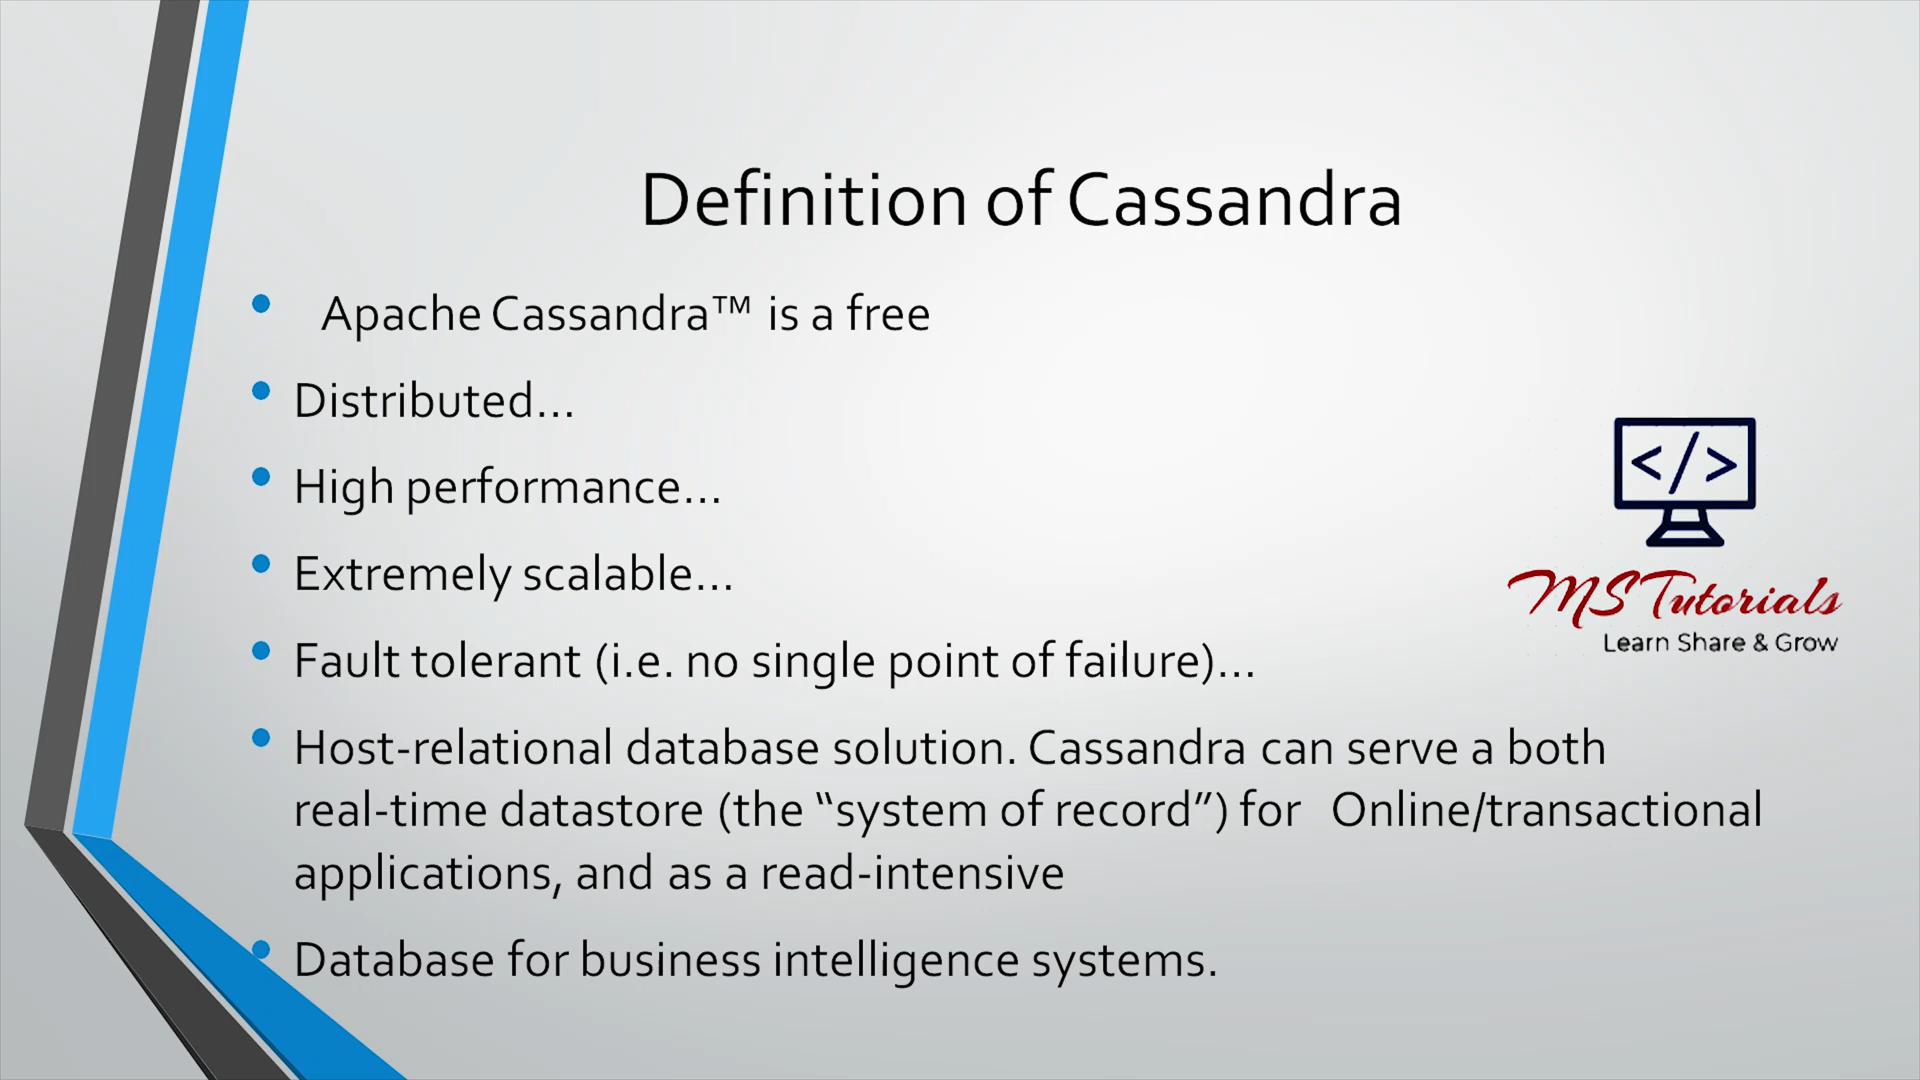 Definition of Cassandra
• Apache Cassandra™ is a free
• Distributed...
• High performance...
• Extremely scalable...
• Fault tolerant (i.e. no single point of failure)...
• Host-relational database solution. Cassandra can serve a both
real-time datastore (the “system of record”) for Online/transactional
applications, and as a read-intensive
• Database for business intelligence systems.
</>
MS Tutorials
Learn Share & Grow